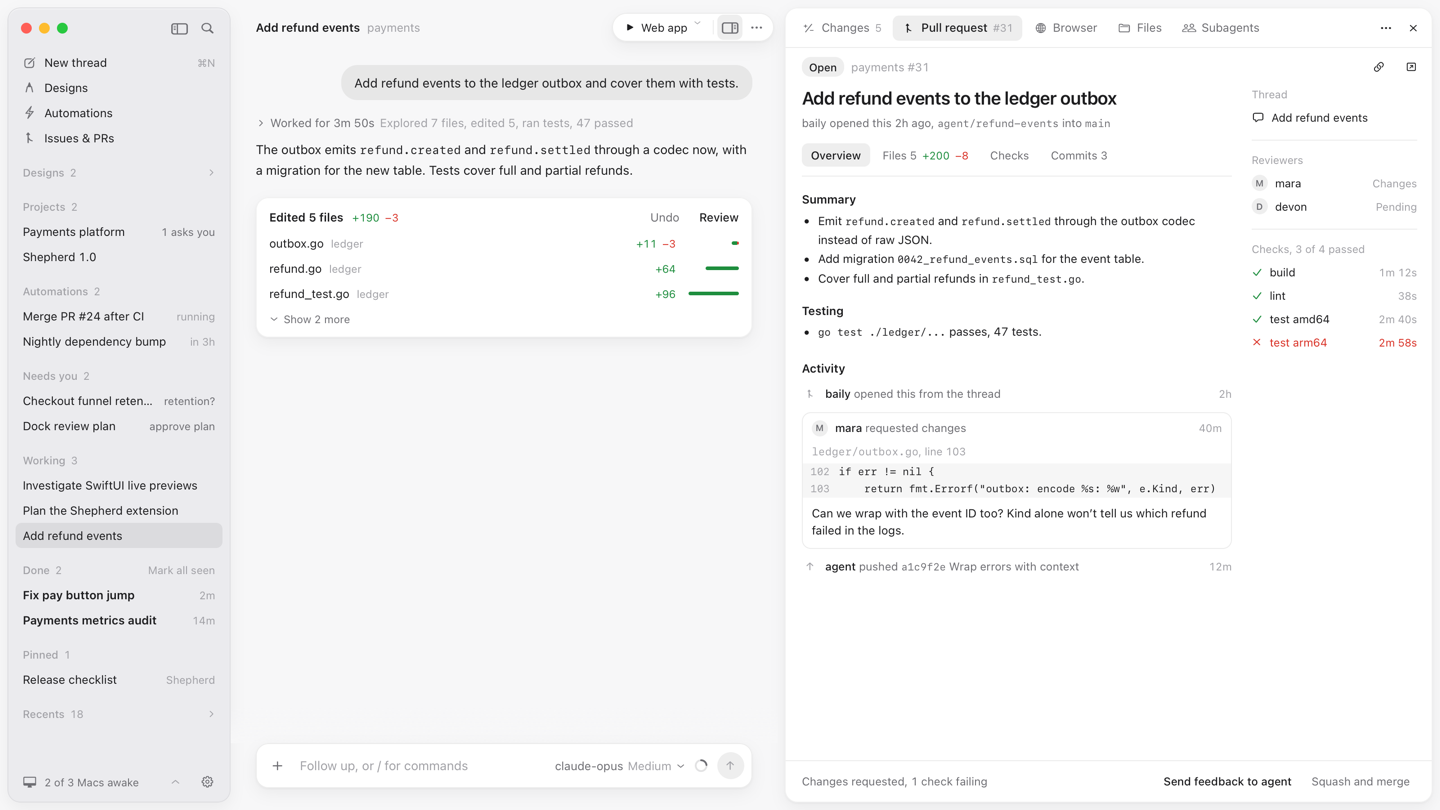 New thread ⌘N
Designs
Automations
Issues & PRs
Designs 2
Projects 2
Payments platform 1 asks you
Shepherd 1.0
Automations 2
Merge PR #24 after CI running
Nightly dependency bump in 3h
Needs you 2
Checkout funnel reten... retention?
Dock review plan approve plan
Working 3
Investigate SwiftUI live previews
Plan the Shepherd extension
Add refund events
Done 2 Mark all seen
Fix pay button jump 2m
Payments metrics audit 14m
Pinned 1
Release checklist Shepherd
Recents 18
2 of 3 Macs awake
Add refund events payments
Web app
Add refund events to the ledger outbox and cover them with tests.
Worked for 3m 50s Explored 7 files, edited 5, ran tests, 47 passed
The outbox emits refund.created and refund.settled through a codec now, with
a migration for the new table. Tests cover full and partial refunds.
Edited 5 files +190 −3 Undo Review
outbox.go ledger +11 −3
refund.go ledger +64
refund_test.go ledger +96
Show 2 more
Follow up, or / for commands claude-opus Medium
Changes 5 Pull request #31 Browser Files Subagents
Open payments #31
Add refund events to the ledger outbox
baily opened this 2h ago, agent/refund-events into main
Overview Files 5 +200 −8 Checks Commits 3
Summary
• Emit refund.created and refund.settled through the outbox codec
instead of raw JSON.
• Add migration 0042_refund_events.sql for the event table.
• Cover full and partial refunds in refund_test.go.
Testing
• go test ./ledger/... passes, 47 tests.
Activity
baily opened this from the thread 2h
M mara requested changes 40m
ledger/outbox.go, line 103
102 if err != nil {
103 return fmt.Errorf("outbox: encode %s: %w", e.Kind, err)
Can we wrap with the event ID too? Kind alone won’t tell us which refund
failed in the logs.
agent pushed a1c9f2e Wrap errors with context 12m
Thread
Add refund events
Reviewers
M mara Changes
D devon Pending
Checks, 3 of 4 passed
build 1m 12s
lint 38s
test amd64 2m 40s
test arm64 2m 58s
Changes requested, 1 check failing Send feedback to agent Squash and merge